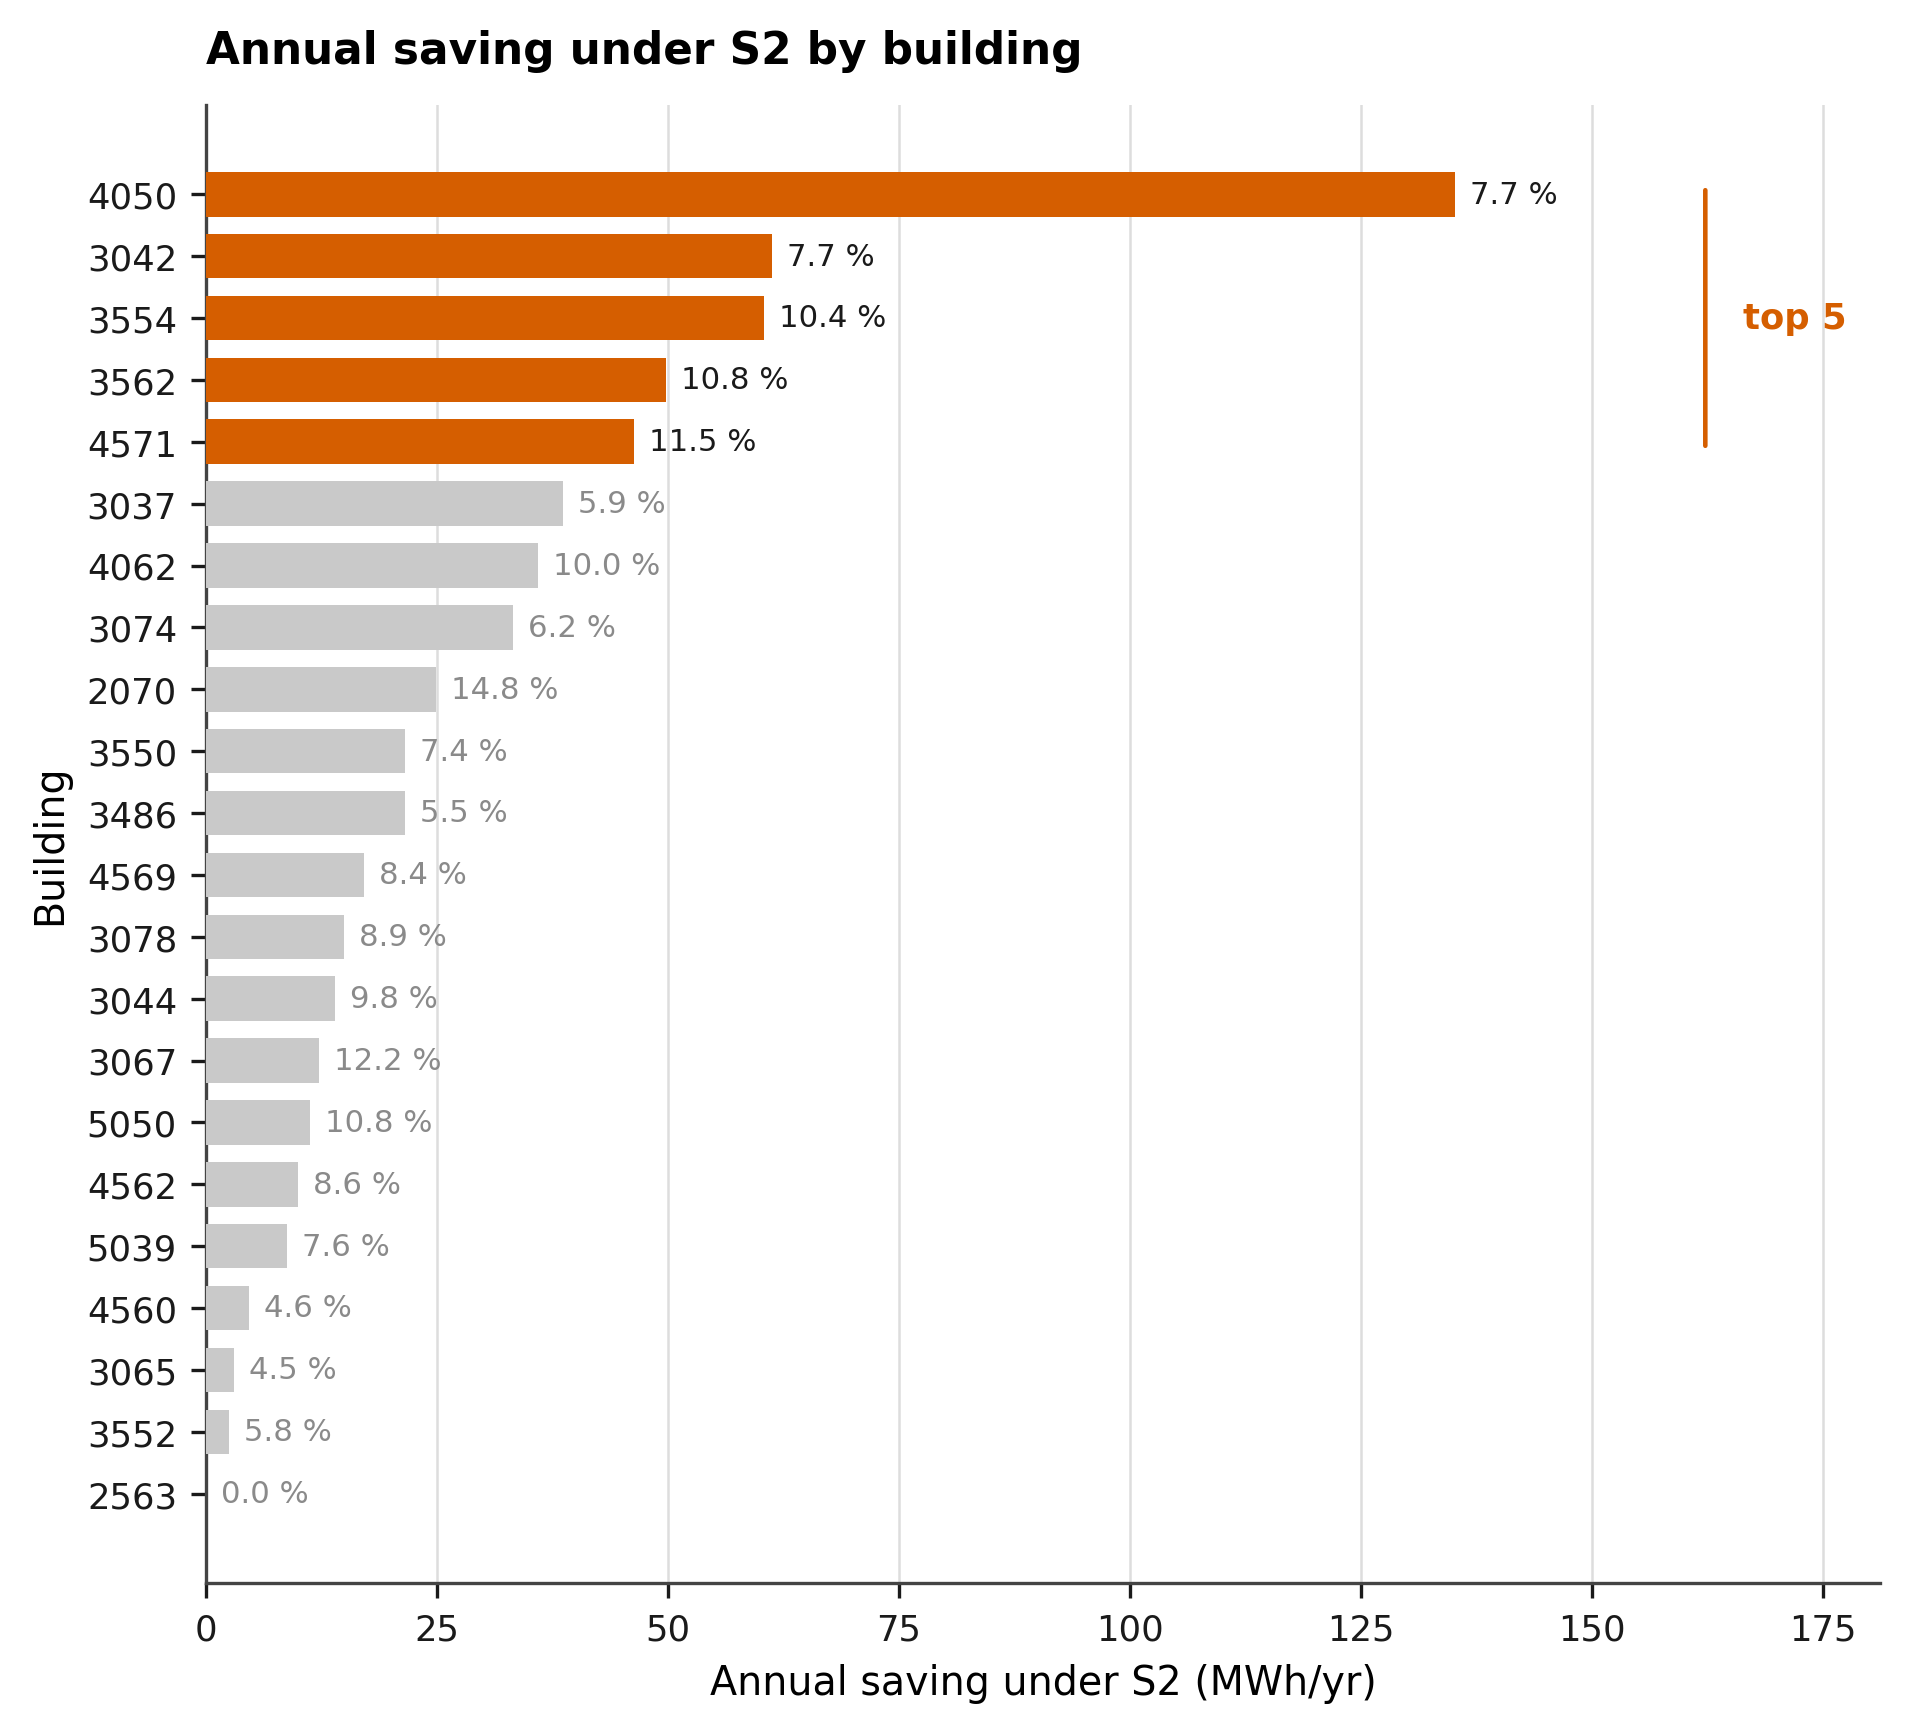 Annual saving under S2 by building
4050 7.7 %
3042 7.7 %
3554 10.4 % top 5
3562 10.8 %
4571 11.5 %
3037 5.9 %
4062 10.0 %
3074 6.2 %
2070 14.8 %
3550 7.4 %
3486 5.5 %
4569 8.4 %
3078 8.9 %
3044 9.8 %
3067 12.2 %
5050 10.8 %
4562 8.6 %
5039 7.6 %
4560 4.6 %
3065 4.5 %
3552 5.8 %
2563 0.0 %
Building
0 25 50 75 100 125 150 175
Annual saving under S2 (MWh/yr)